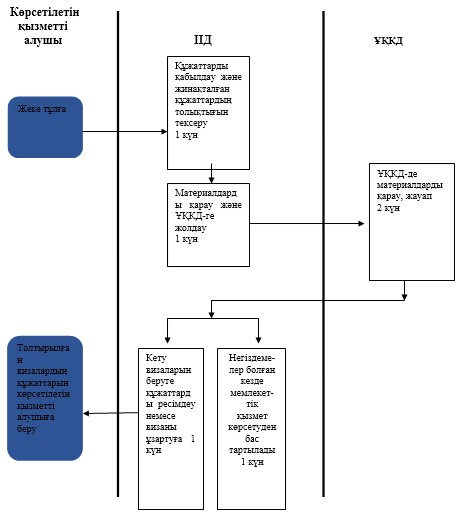 Көрсетілетін
қызметті
алушы
ІІД
ҰҚКД
Жеке тұлға
Құжаттарды
қабылдау және
жинақталған
құжаттардың
толықтығын
тексеру
1 күн
Материалдард
ы қарау және
ҰҚКД-ге
жолдау
1 күн
ҰҚКД-де
материалдарды
қарау, жауап
2 күн
Толтырылға
н
визалардың
құжаттарын
көрсетілетін
қызметті
алушыға
беру
Кету
визаларын
беруге
құжаттард
ы ресімдеу
немесе
визаны
ұзартуға 1
күн
Негіздеме-
лер болған
кезде
мемлекет-
тік
қызмет
көрсетуден
бас
тартылады
1 күн